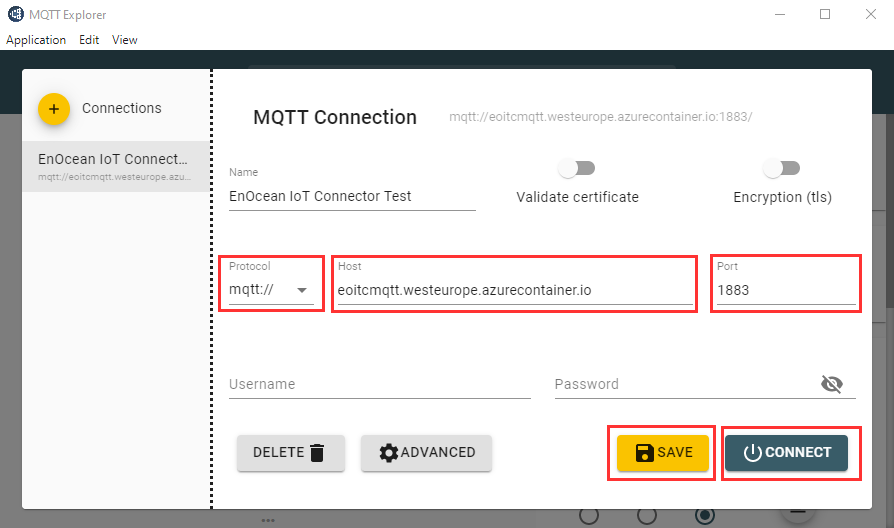 MQTT Explorer
Application Edit View
Connections
EnOcean IoT Connect...
mqtt://eoitcmqtt.westeurope.azu...
MQTT Connection mqtt://eoitcmqtt.westeurope.azurecontainer.io:1883/
Name
EnOcean IoT Connector Test
Validate certificate
Encryption (tls)
Protocol
mqtt://
Host
eoitcmqtt.westeurope.azurecontainer.io
Port
1883
Username
Password
DELETE
ADVANCED
SAVE
CONNECT